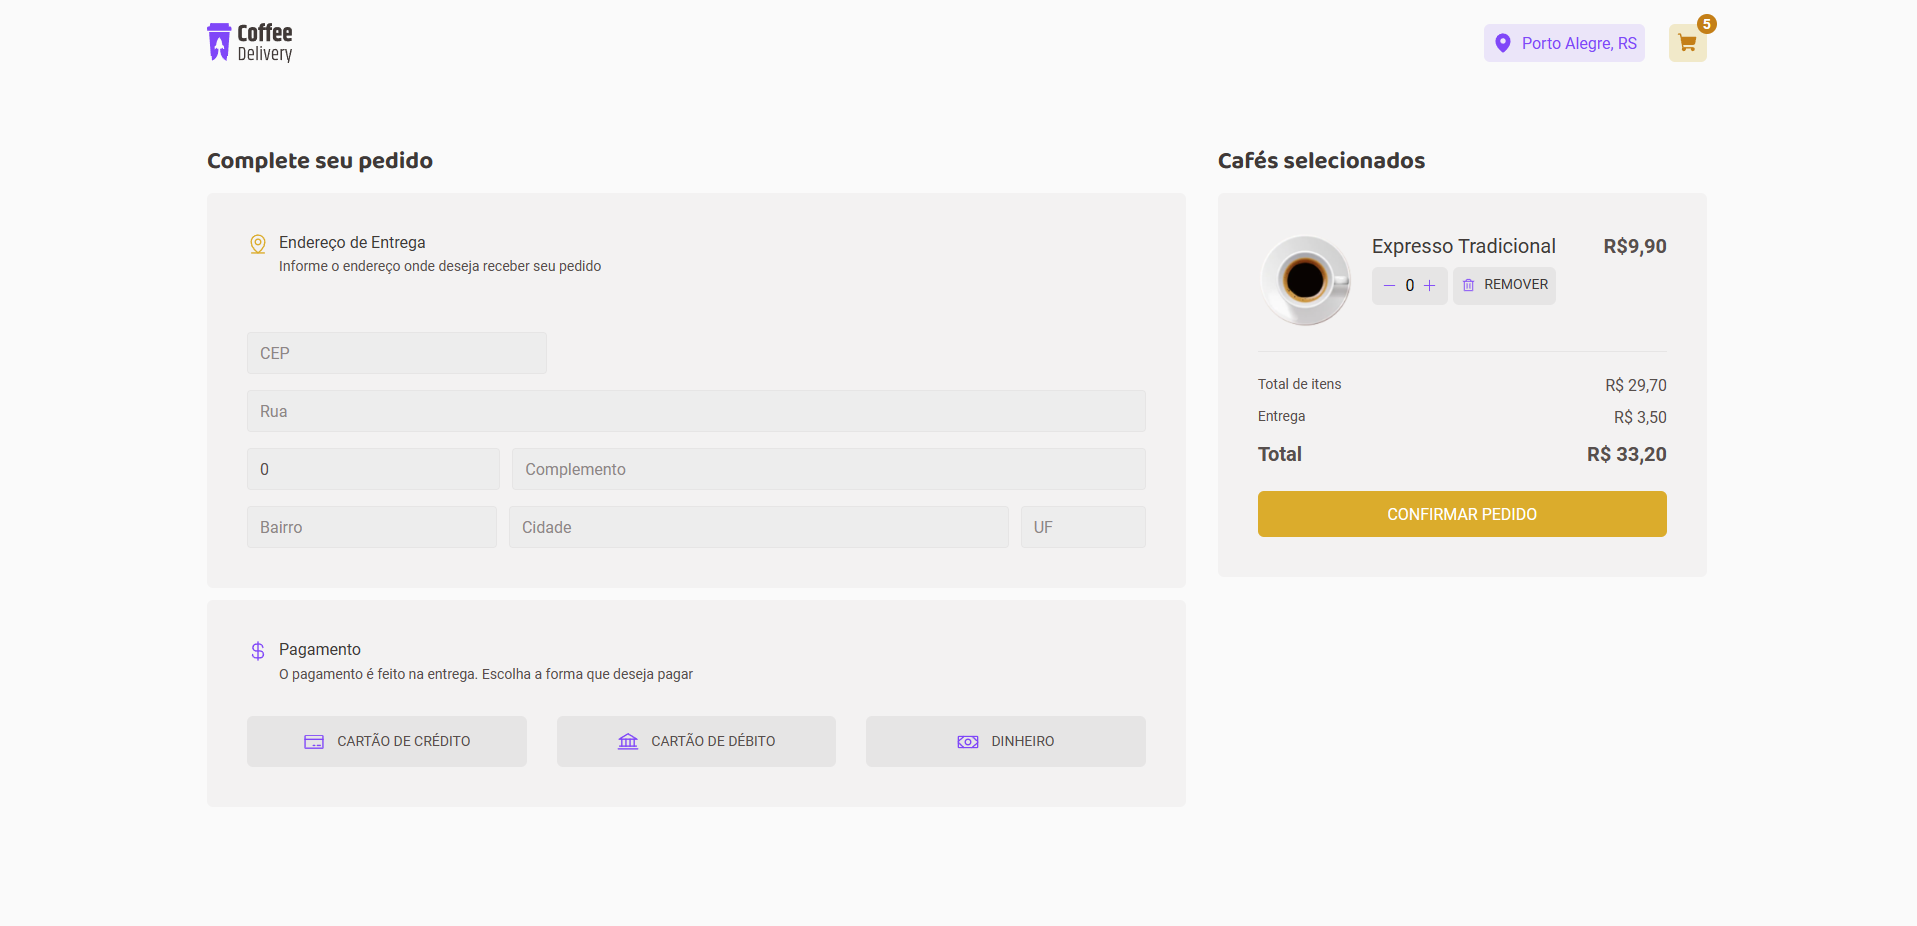 Coffee
Delivery
Porto Alegre, RS
5
Complete seu pedido
Endereço de Entrega
Informe o endereço onde deseja receber seu pedido
CEP
Rua
0
Complemento
Bairro
Cidade
UF
Pagamento
O pagamento é feito na entrega. Escolha a forma que deseja pagar
CARTÃO DE CRÉDITO
CARTÃO DE DÉBITO
DINHEIRO
Cafés selecionados
Expresso Tradicional
R$9,90
0
REMOVER
Total de itens
R$ 29,70
Entrega
R$ 3,50
Total
R$ 33,20
CONFIRMAR PEDIDO